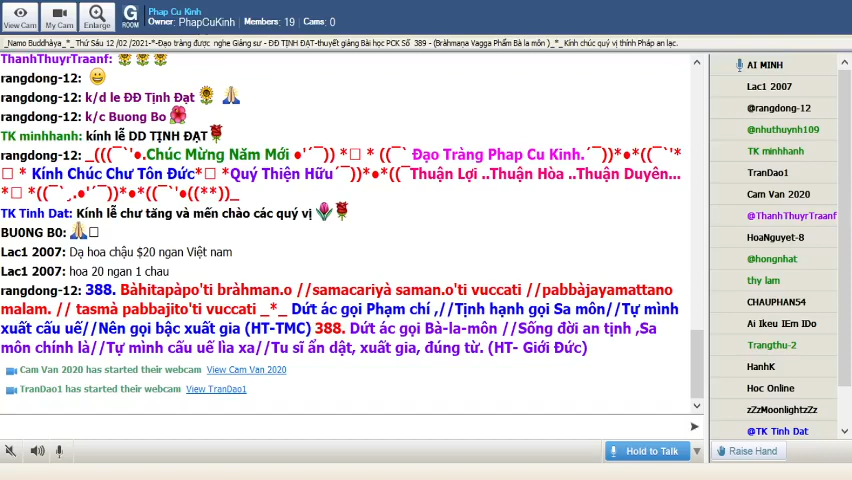 View Cam
My Cam
Enlarge
G
ROOM
Phap Cu Kinh
Owner: PhapCuKinh  Members: 19  Cams: 0
_Namo Buddhàya_*_ Thứ Sáu 12 /02 /2021-*-Đạo tràng được nghe Giảng sư - ĐĐ TỊNH ĐẠT-thuyết giảng Bài học PCK Số 389 - (Bràhmaṇa Vagga Phẩm Bà la môn )_*_ Kính chúc quý vị thính Pháp an lạc.
ThanhThuyrTraanf:
rangdong-12:
rangdong-12: k/d le ĐĐ Tịnh Đạt
rangdong-12: k/c Buong Bo
TK minhhanh: kính lễ DD TỊNH ĐẠT
rangdong-12: _(((¯`'●.Chúc Mừng Năm Mới ●'´¯)) *□ * ((¯` Đạo Tràng Phap Cu Kinh.´¯))*●*((¯`'*
□ * Kính Chúc Chư Tôn Đức*□ *Quý Thiện Hữu´¯))*●*((¯Thuận Lợi ..Thuận Hòa ..Thuận Duyên...
*□ *((¯`¸.●'´¯))*●*((¯`'●((**))_
TK Tinh Dat: Kính lễ chư tăng và mến chào các quý vị
BU0NG B0: □
Lac1 2007: Dạ hoa chậu $20 ngan Việt nam
Lac1 2007: hoa 20 ngan 1 chau
rangdong-12: 388. Bàhitapàpo'ti bràhman.o //samacariyà saman.o'ti vuccati //pabbàjayamattano
malam. // tasmà pabbajito'ti vuccati _*_ Dứt ác gọi Phạm chí ,//Tịnh hạnh gọi Sa môn//Tự mình
xuất cấu uế//Nên gọi bậc xuất gia (HT-TMC) 388. Dứt ác gọi Bà-la-môn //Sống đời an tịnh ,Sa
môn chính là//Tự mình cấu uế lìa xa//Tu sĩ ẩn dật, xuất gia, đúng từ. (HT- Giới Đức)
Cam Van 2020 has started their webcam  View Cam Van 2020
TranDao1 has started their webcam  View TranDao1
Hold to Talk
AI MINH
Lac1 2007
@rangdong-12
@nhuthuynh109
TK minhhanh
TranDao1
Cam Van 2020
@ThanhThuyrTraanf
HoaNguyet-8
@hongnhat
thy lam
CHAUPHAN54
Ai Ikeu IEm IDo
Trangthu-2
HanhK
Hoc Online
zZzMoonlightzZz
@TK Tinh Dat
Raise Hand